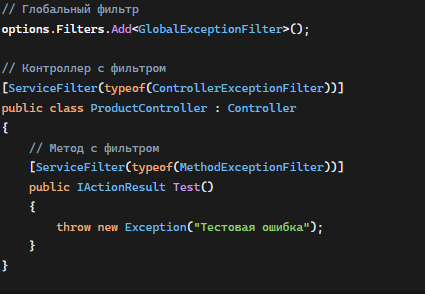 // Глобальный фильтр
options.Filters.Add<GlobalExceptionFilter>();
// Контроллер с фильтром
[ServiceFilter(typeof(ControllerExceptionFilter))]
public class ProductController : Controller
{
// Метод с фильтром
[ServiceFilter(typeof(MethodExceptionFilter))]
public IActionResult Test()
{
throw new Exception("Тестовая ошибка");
}
}